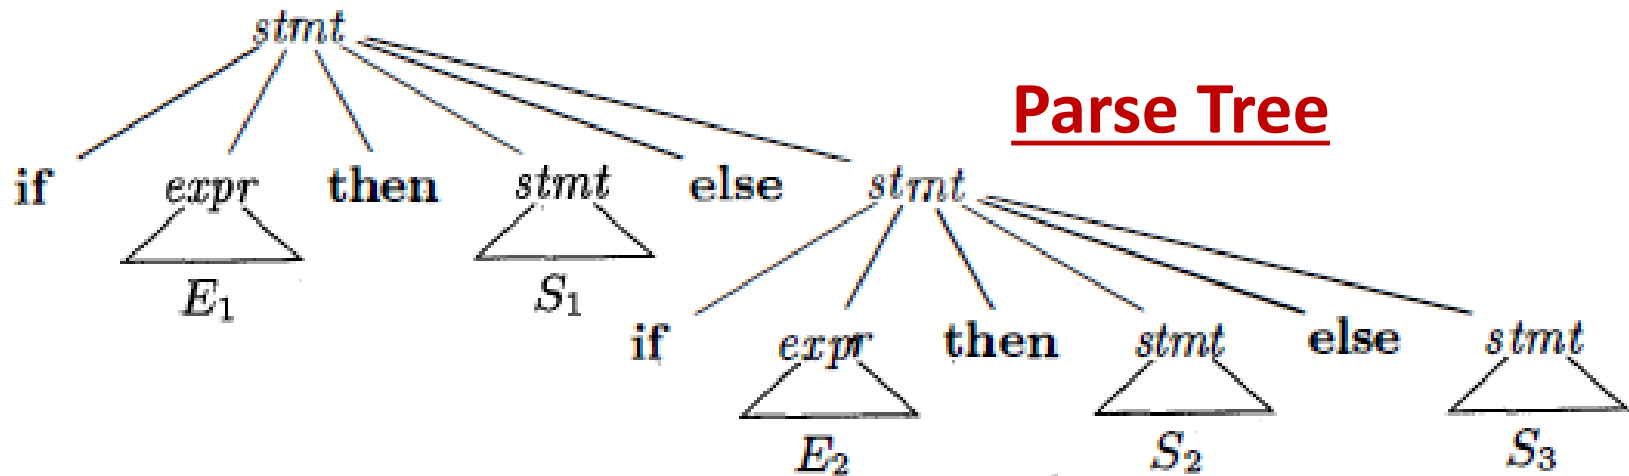 stmt
Parse Tree
if expr then stmt else stmt
E₁ S₁
if expr then stmt else stmt
E₂ S₂ S₃